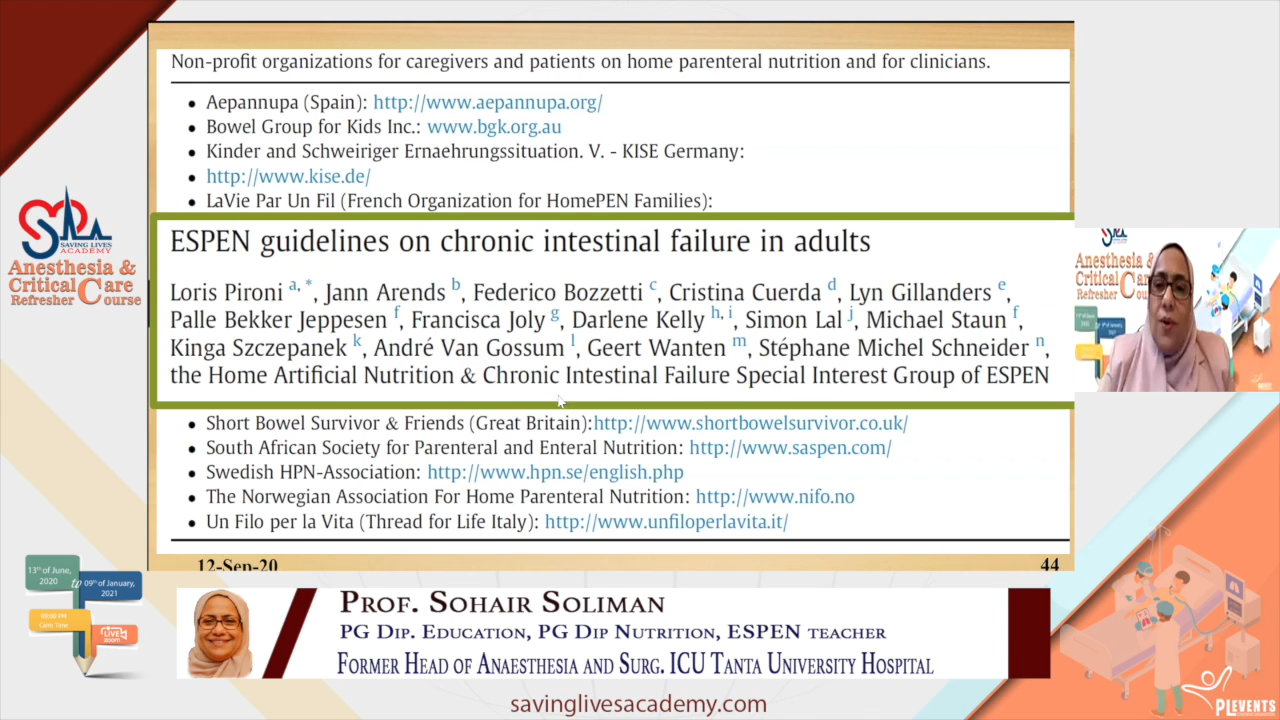 Non-profit organizations for caregivers and patients on home parenteral nutrition and for clinicians.
• Aepannupa (Spain): http://www.aepannupa.org/
• Bowel Group for Kids Inc.: www.bgk.org.au
• Kinder and Schweiriger Ernaehrungssituation. V. - KISE Germany:
• http://www.kise.de/
• LaVie Par Un Fil (French Organization for HomePEN Families):
ESPEN guidelines on chronic intestinal failure in adults
Loris Pironi a, *, Jann Arends b, Federico Bozzetti c, Cristina Cuerda d, Lyn Gillanders e,
Palle Bekker Jeppesen f, Francisca Joly g, Darlene Kelly h, i, Simon Lal j, Michael Staun f,
Kinga Szczepanek k, André Van Gossum l, Geert Wanten m, Stéphane Michel Schneider n,
the Home Artificial Nutrition & Chronic Intestinal Failure Special Interest Group of ESPEN
• Short Bowel Survivor & Friends (Great Britain):http://www.shortbowelsurvivor.co.uk/
• South African Society for Parenteral and Enteral Nutrition: http://www.saspen.com/
• Swedish HPN-Association: http://www.hpn.se/english.php
• The Norwegian Association For Home Parenteral Nutrition: http://www.nifo.no
• Un Filo per la Vita (Thread for Life Italy): http://www.unfiloperlavita.it/
12-Sep-20
44
SAVING LIVES
ACADEMY
Anesthesia &
Critical Care
Refresher Course
13th of June,
2020
to
09th of January,
2021
Cairo Time
LIVE
zoom
PROF. SOHAIR SOLIMAN
PG DIP. EDUCATION, PG DIP NUTRITION, ESPEN TEACHER
FORMER HEAD OF ANAESTHESIA AND SURG. ICU TANTA UNIVERSITY HOSPITAL
savinglivesacademy.com
PLEVENTS